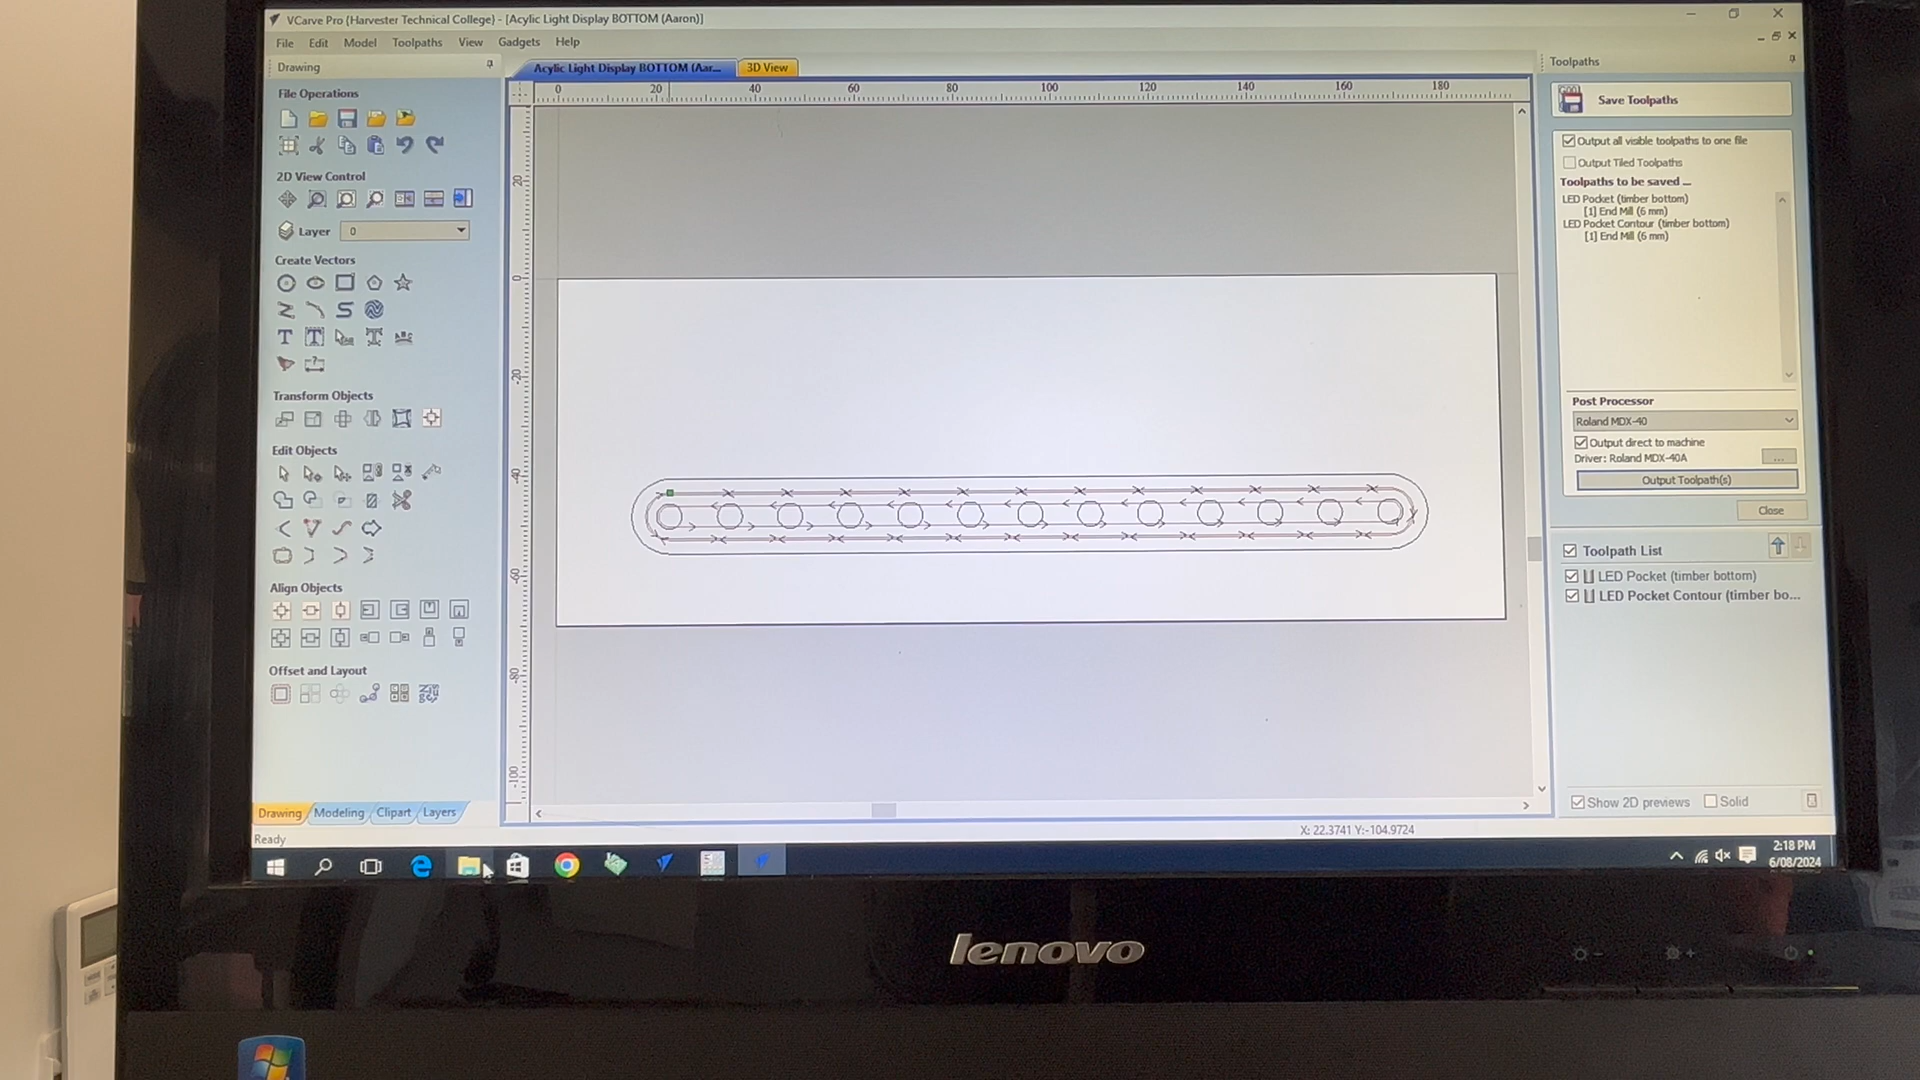 VCarve Pro (Harvester Technical College) - [Acylic Light Display BOTTOM (Aaron)]
File Edit Model Toolpaths View Gadgets Help
Drawing
File Operations
2D View Control
Layer 0
Create Vectors
Transform Objects
Edit Objects
Align Objects
Offset and Layout
Drawing Modeling Clipart Layers
Ready
Acylic Light Display BOTTOM (Aar... 3D View
0 20 40 60 80 100 120 140 160 180
20
0
-20
-40
-60
-80
-100
X: 22.3741 Y:-104.9724
Toolpaths
Save Toolpaths
Output all visible toolpaths to one file
Output Tiled Toolpaths
Toolpaths to be saved ...
LED Pocket (timber bottom)
[1] End Mill (6 mm)
LED Pocket Contour (timber bottom)
[1] End Mill (6 mm)
Post Processor
Roland MDX-40
Output direct to machine
Driver: Roland MDX-40A ...
Output Toolpath(s)
Close
Toolpath List
LED Pocket (timber bottom)
LED Pocket Contour (timber bo...
Show 2D previews Solid
2:18 PM
6/08/2024
lenovo